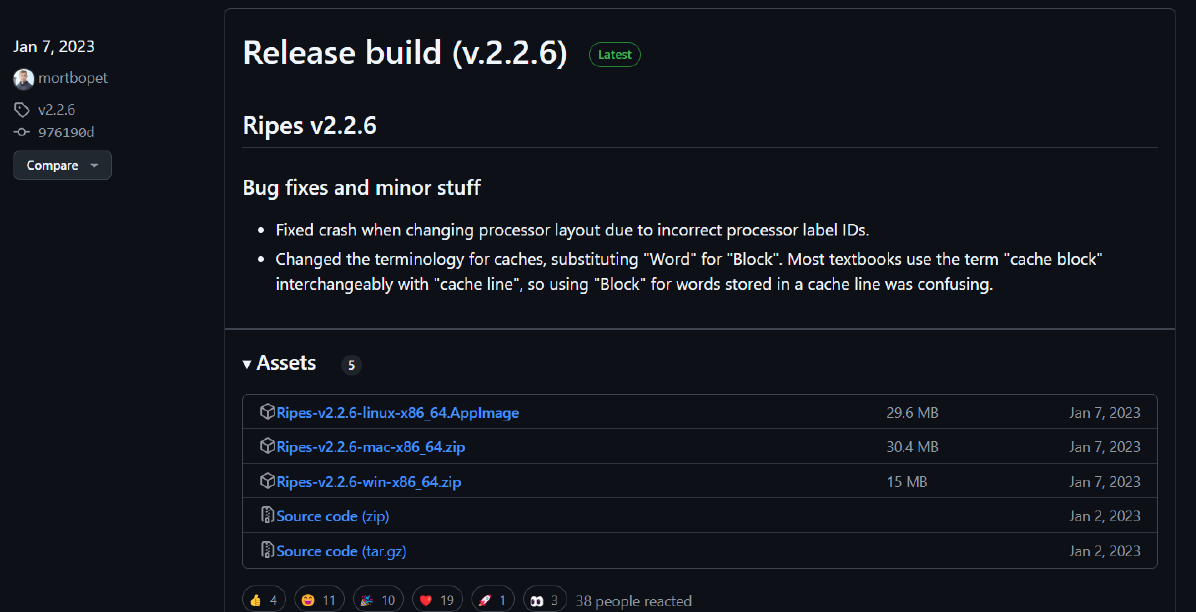 Jan 7, 2023
mortbopet
v2.2.6
976190d
Compare
Release build (v.2.2.6) Latest
Ripes v2.2.6
Bug fixes and minor stuff
• Fixed crash when changing processor layout due to incorrect processor label IDs.
• Changed the terminology for caches, substituting "Word" for "Block". Most textbooks use the term "cache block"
interchangeably with "cache line", so using "Block" for words stored in a cache line was confusing.
Assets 5
Ripes-v2.2.6-linux-x86_64.AppImage 29.6 MB Jan 7, 2023
Ripes-v2.2.6-mac-x86_64.zip 30.4 MB Jan 7, 2023
Ripes-v2.2.6-win-x86_64.zip 15 MB Jan 7, 2023
Source code (zip) Jan 2, 2023
Source code (tar.gz) Jan 2, 2023
4 11 10 19 1 3 38 people reacted